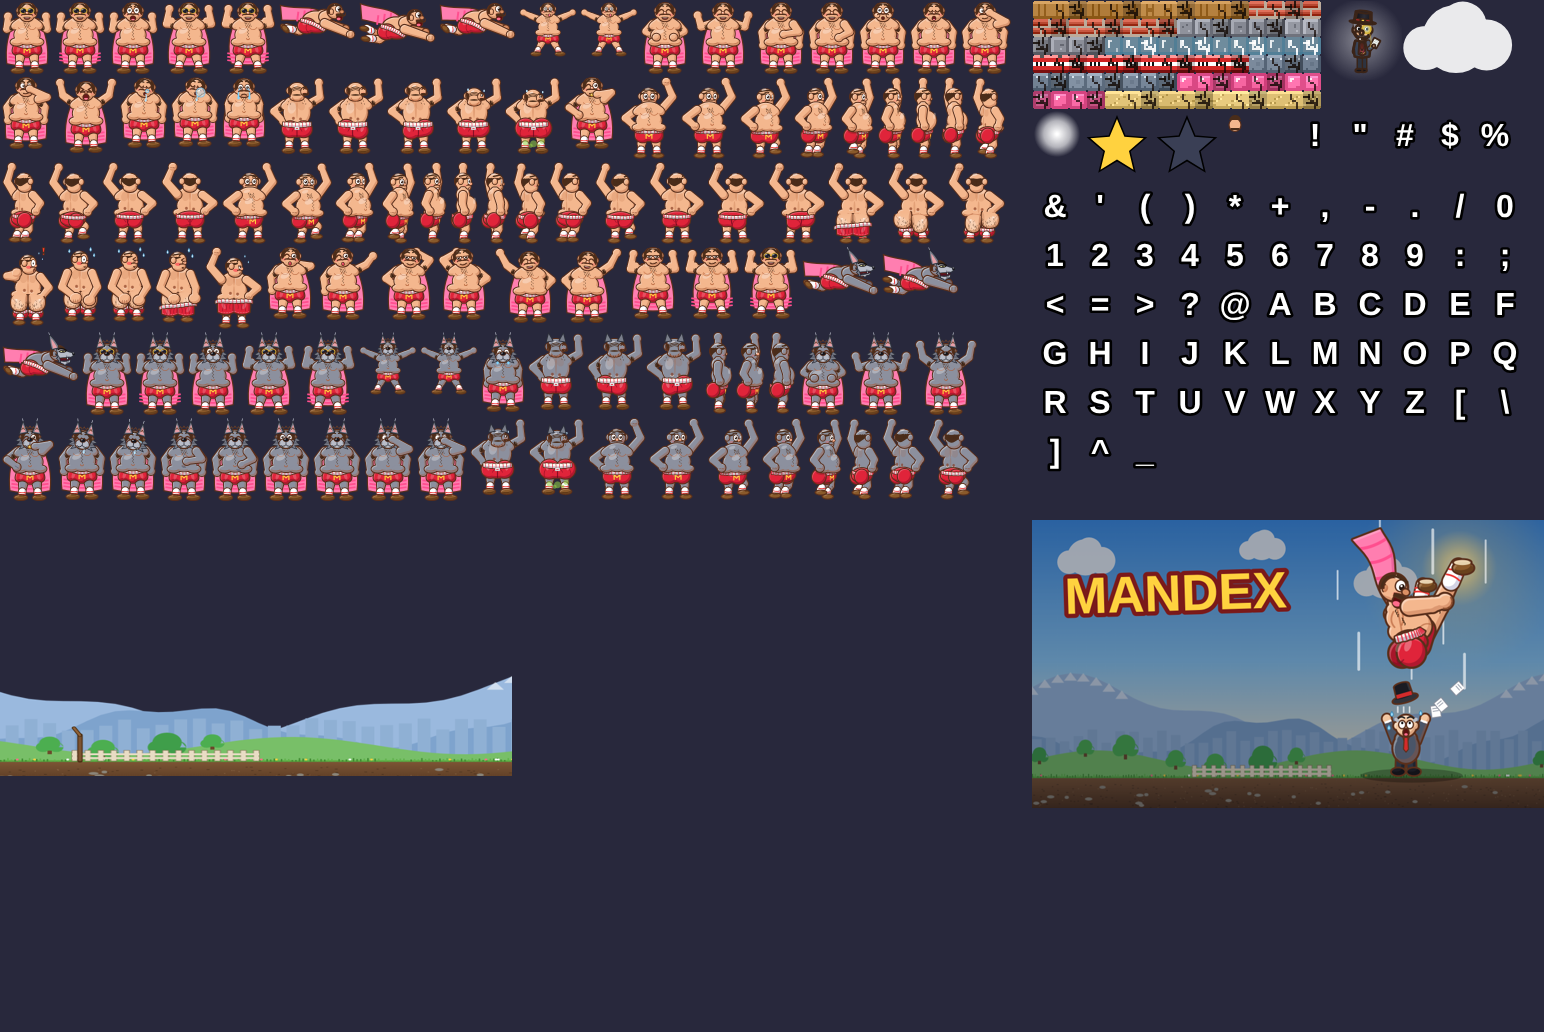 ! " # $ %
& ' ( ) * + , - . / 0
1 2 3 4 5 6 7 8 9 : ;
< = > ? @ A B C D E F
G H I J K L M N O P Q
R S T U V W X Y Z [ \
] ^ _
MANDEX